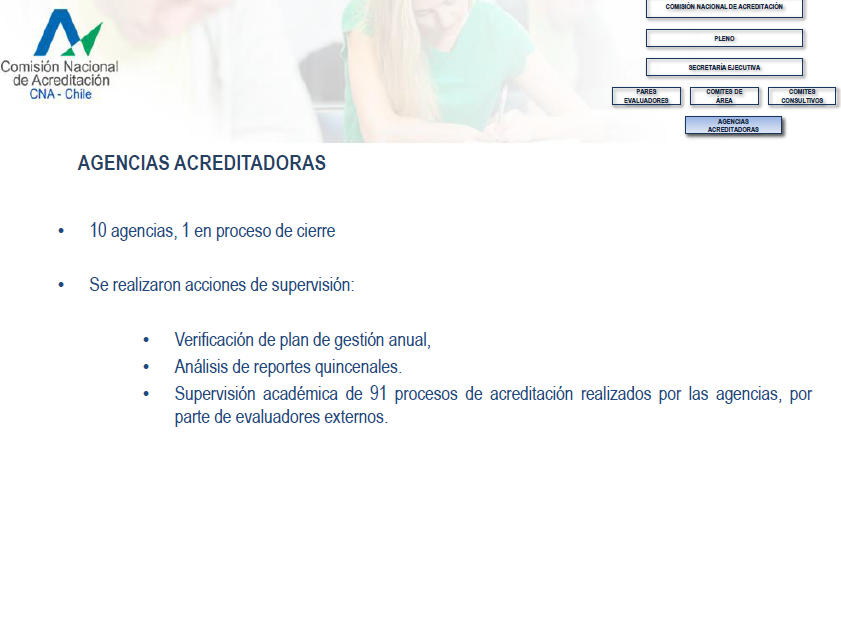 Comisión Nacional
de Acreditación
CNA - Chile
COMISIÓN NACIONAL DE ACREDITACIÓN
PLENO
SECRETARÍA EJECUTIVA
PARES
EVALUADORES
COMITES DE
ÁREA
COMITES
CONSULTIVOS
AGENCIAS
ACREDITADORAS
AGENCIAS ACREDITADORAS
• 10 agencias, 1 en proceso de cierre
• Se realizaron acciones de supervisión:
• Verificación de plan de gestión anual,
• Análisis de reportes quincenales.
• Supervisión académica de 91 procesos de acreditación realizados por las agencias, por
parte de evaluadores externos.